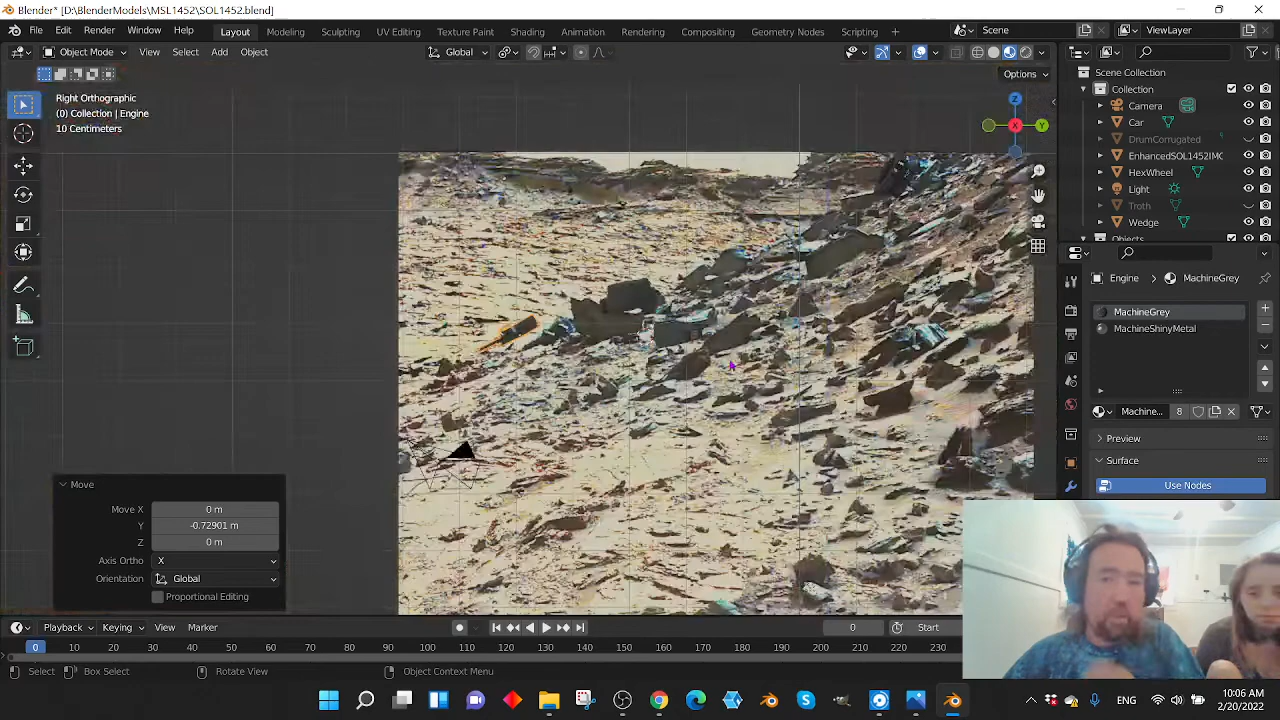 Blender* [D:\BlenderModels\MSL1452\SOL1452.blend]
File Edit Render Window Help Layout Modeling Sculpting UV Editing Texture Paint Shading Animation Rendering Compositing Geometry Nodes Scripting + Scene ViewLayer
Object Mode View Select Add Object Global
Options
Right Orthographic
(0) Collection | Engine
10 Centimeters
Z
Y
X
Scene Collection
Collection
Camera
Car
DrumCorrugated
EnhancedSOL1452IMC
HexWheel
Light
Troth
Wedge
Objects
Engine MachineGrey
MachineGrey
MachineShinyMetal
Machine... 8
Preview
Surface
Use Nodes
Move
Move X 0 m
Y -0.72901 m
Z 0 m
Axis Ortho X
Orientation Global
Proportional Editing
Playback Keying View Marker 0 Start
0 10 20 30 40 50 60 70 80 90 100 110 120 130 140 150 160 170 180 190 200 210 220 230
Select Box Select Rotate View Object Context Menu
ENG
10:06 AM
2/20/2022